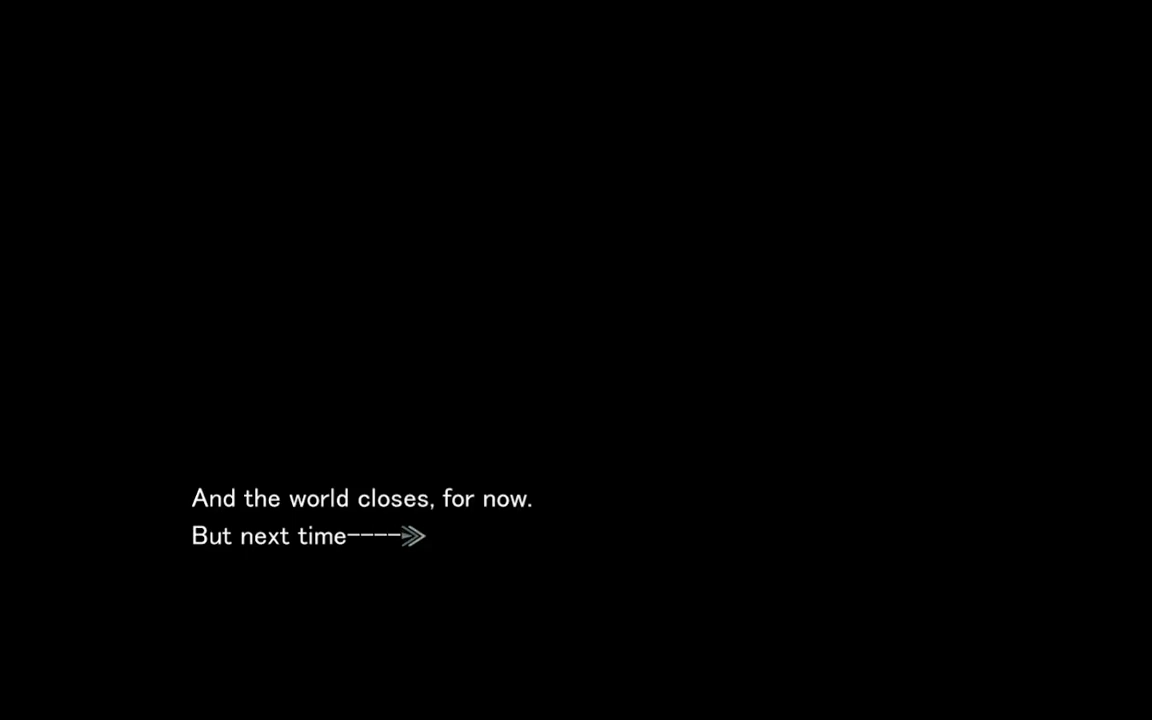 And the world closes, for now.
But next time----